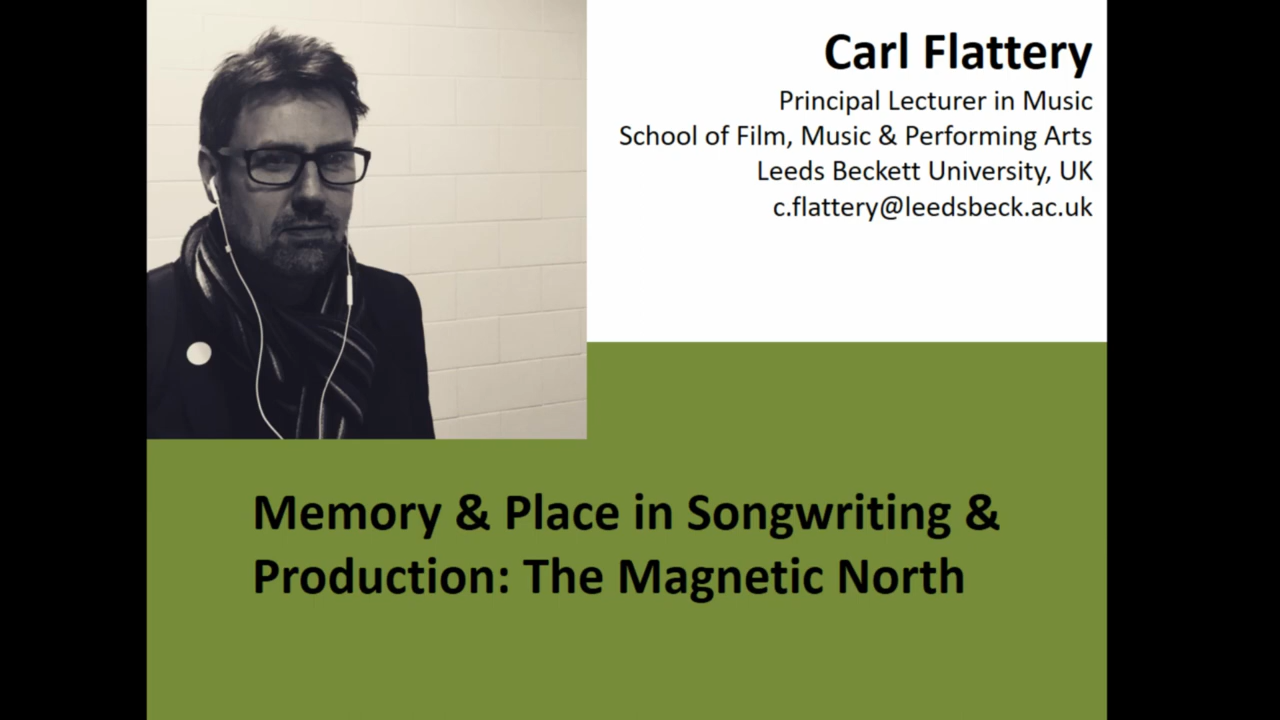 Carl Flattery
Principal Lecturer in Music
School of Film, Music & Performing Arts
Leeds Beckett University, UK
c.flattery@leedsbeck.ac.uk
Memory & Place in Songwriting &
Production: The Magnetic North